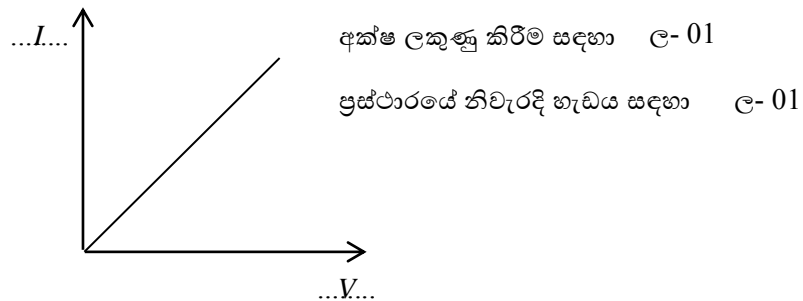 ...I.... අක්ෂ ලකුණු කිරීම සඳහා ල- 01
ප්‍රස්ථාරයේ නිවැරදි හැඩය සඳහා ල- 01
...V....